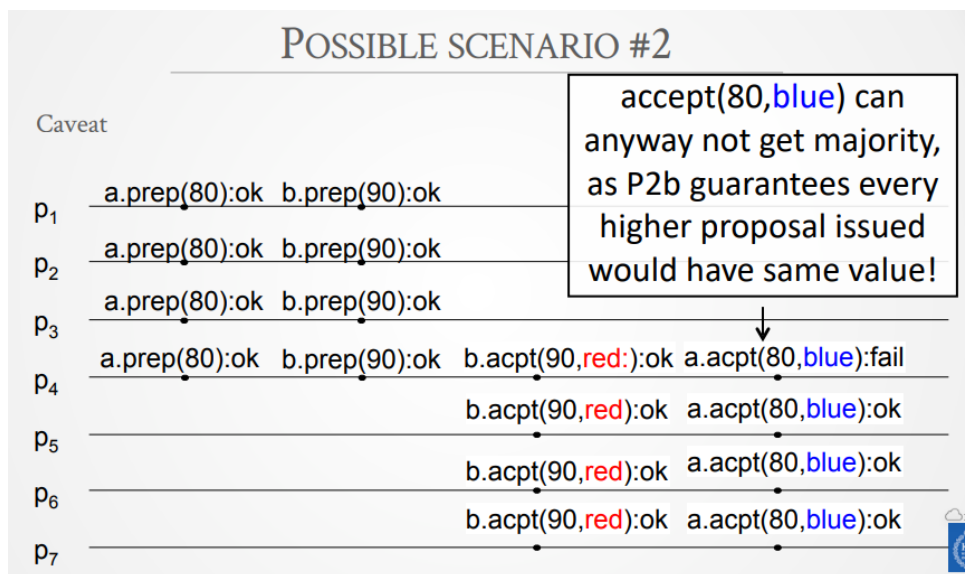 POSSIBLE SCENARIO #2
accept(80,blue) can
anyway not get majority,
as P2b guarantees every
higher proposal issued
would have same value!
Caveat
p1 a.prep(80):ok b.prep(90):ok
p2 a.prep(80):ok b.prep(90):ok
p3 a.prep(80):ok b.prep(90):ok
p4 a.prep(80):ok b.prep(90):ok b.acpt(90,red:):ok a.acpt(80,blue):fail
p5 b.acpt(90,red):ok a.acpt(80,blue):ok
p6 b.acpt(90,red):ok a.acpt(80,blue):ok
p7 b.acpt(90,red):ok a.acpt(80,blue):ok